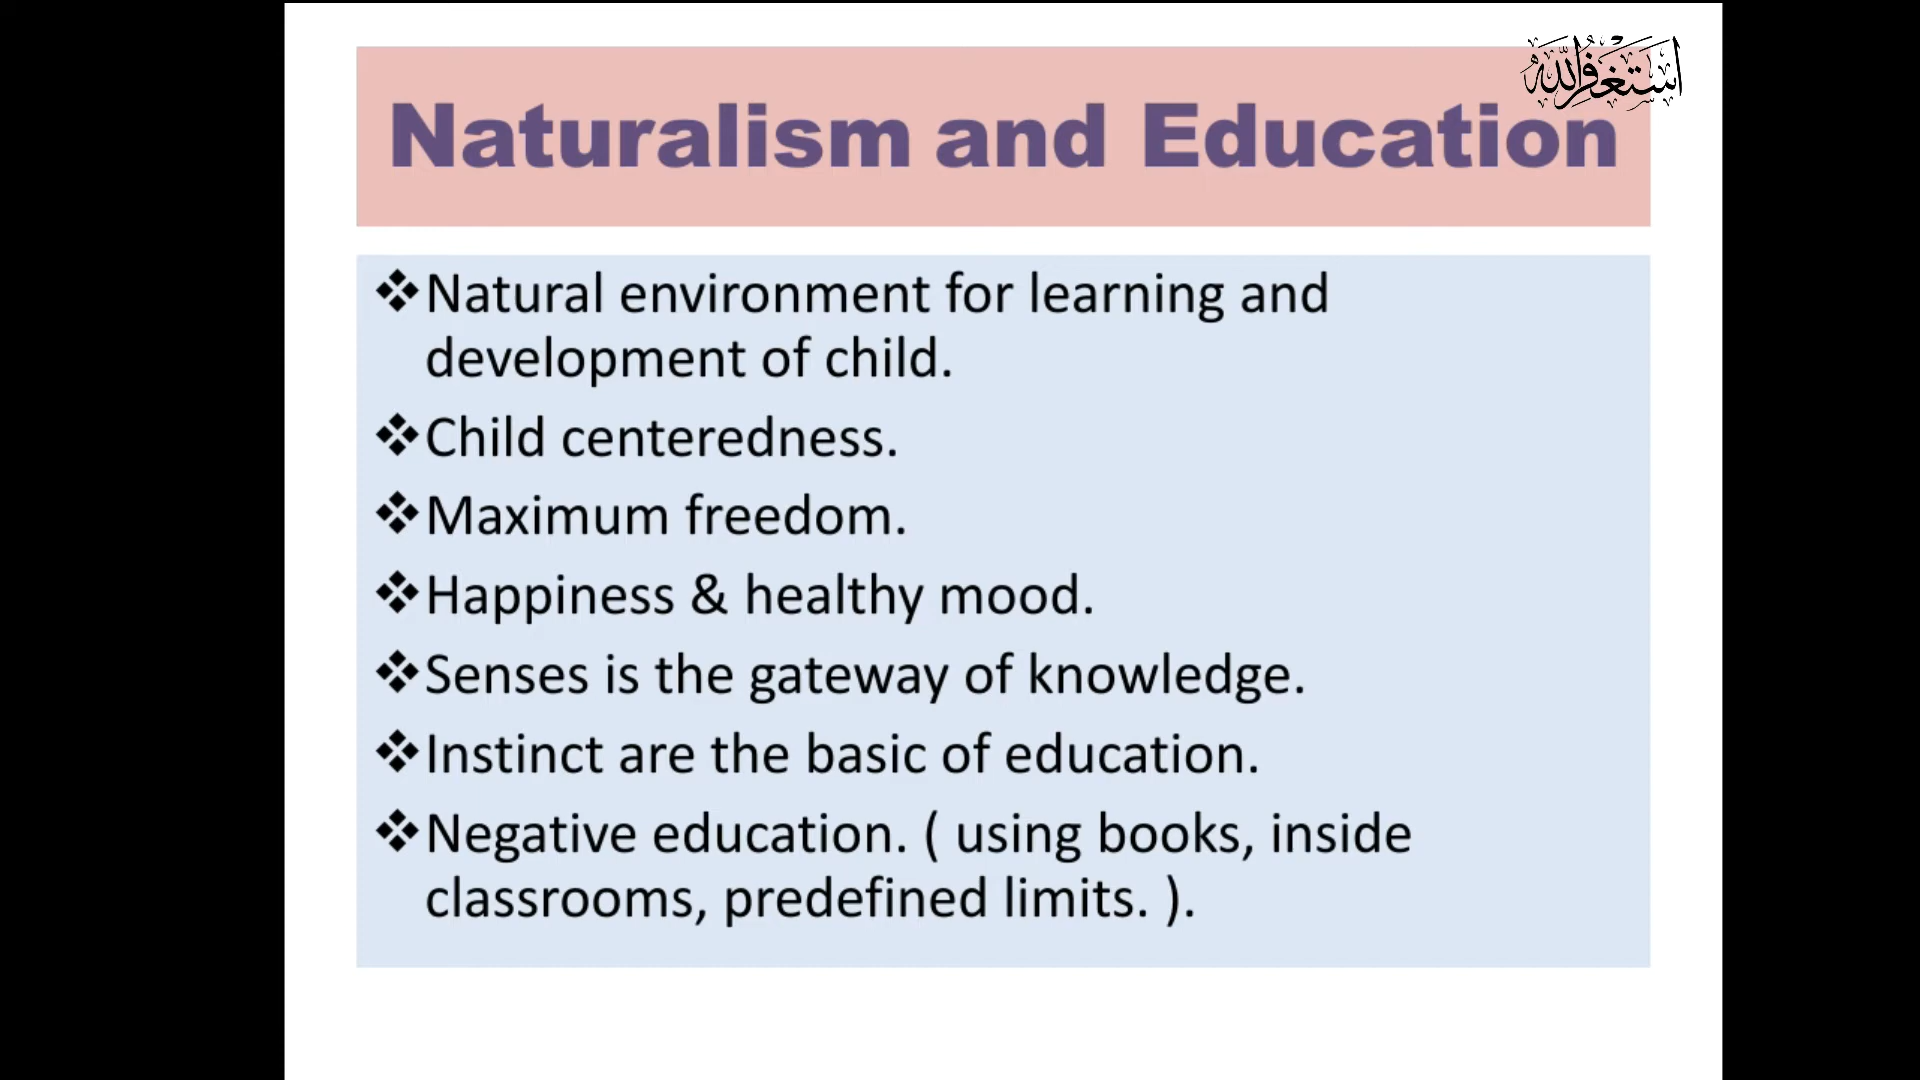 استغفر الله
Naturalism and Education
❖Natural environment for learning and
development of child.
❖Child centeredness.
❖Maximum freedom.
❖Happiness & healthy mood.
❖Senses is the gateway of knowledge.
❖Instinct are the basic of education.
❖Negative education. ( using books, inside
classrooms, predefined limits. ).